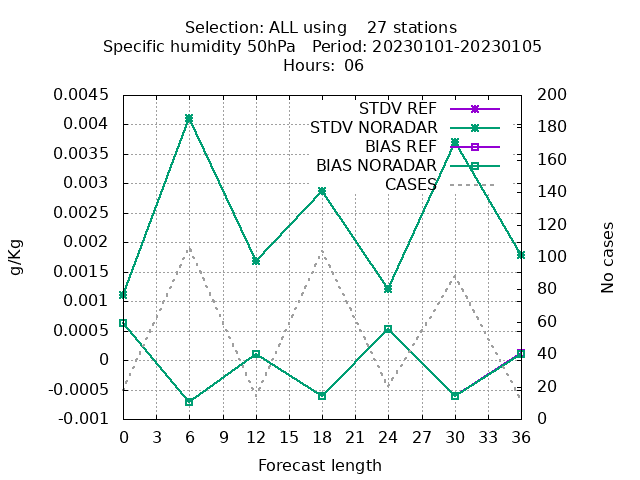 Selection: ALL using    27 stations
Specific humidity 50hPa   Period: 20230101-20230105
Hours:  06
STDV REF
STDV NORADAR
BIAS REF
BIAS NORADAR
CASES
0.0045
0.004
0.0035
0.003
0.0025
0.002
0.0015
0.001
0.0005
0
-0.0005
-0.001
g/Kg
200
180
160
140
120
100
80
60
40
20
0
No cases
0 3 6 9 12 15 18 21 24 27 30 33 36
Forecast length